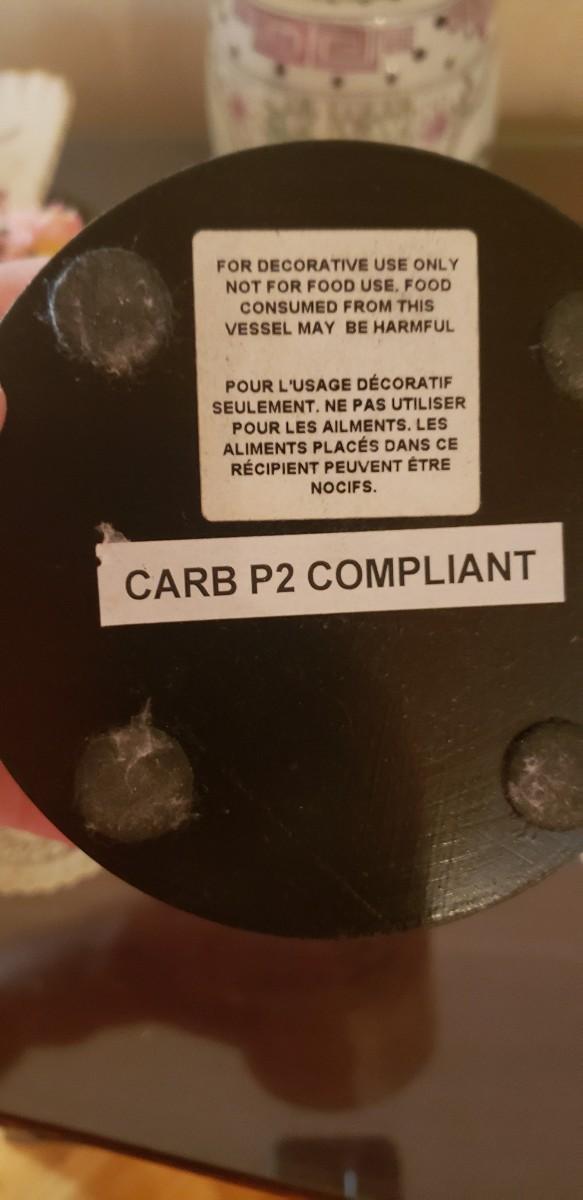 FOR DECORATIVE USE ONLY
NOT FOR FOOD USE. FOOD
CONSUMED FROM THIS
VESSEL MAY BE HARMFUL
POUR L'USAGE DÉCORATIF
SEULEMENT. NE PAS UTILISER
POUR LES AILMENTS. LES
ALIMENTS PLACÉS DANS CE
RÉCIPIENT PEUVENT ÊTRE
NOCIFS.
CARB P2 COMPLIANT